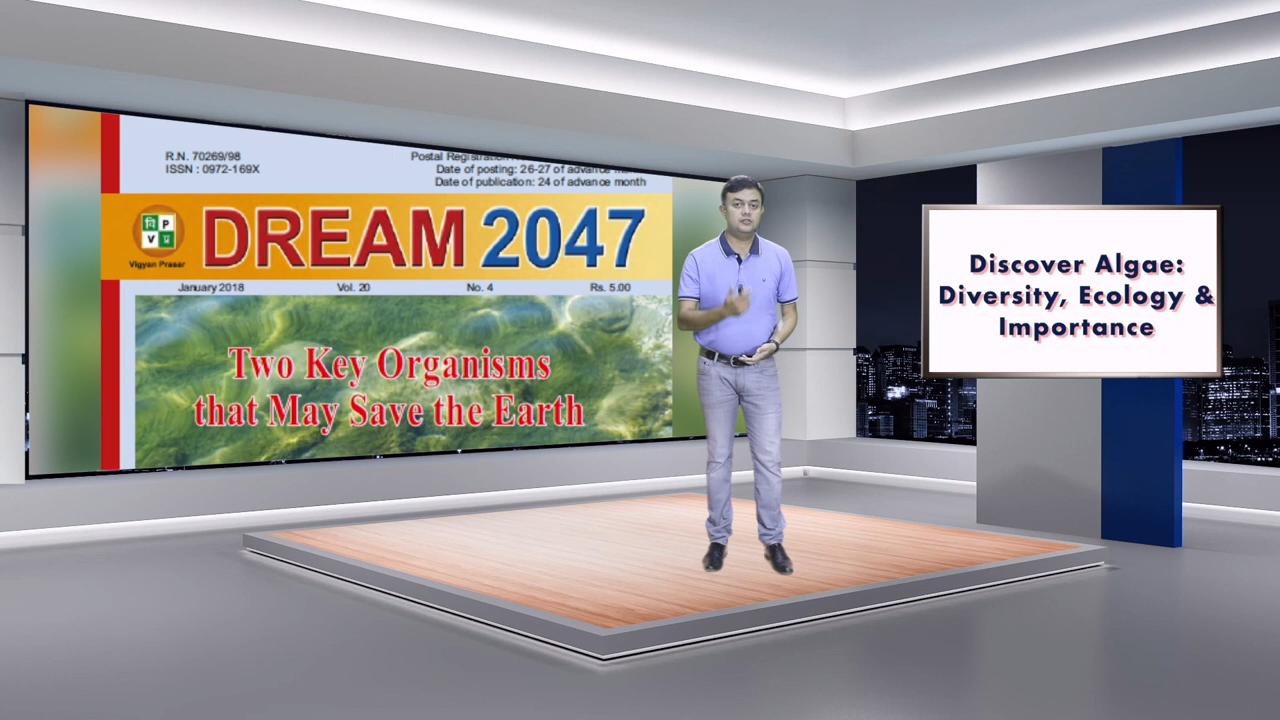 R.N. 70269/98
ISSN : 0972-169X
Postal
Date of posting: 26-27 of
Date of publication: 24 of advance month
वि P
V प्र
Vigyan Prasar
DREAM 2047
January 2018 Vol. 20 No. 4 Rs. 5.00
Two Key Organisms
that May Save the Earth
Discover Algae:
Diversity, Ecology &
Importance